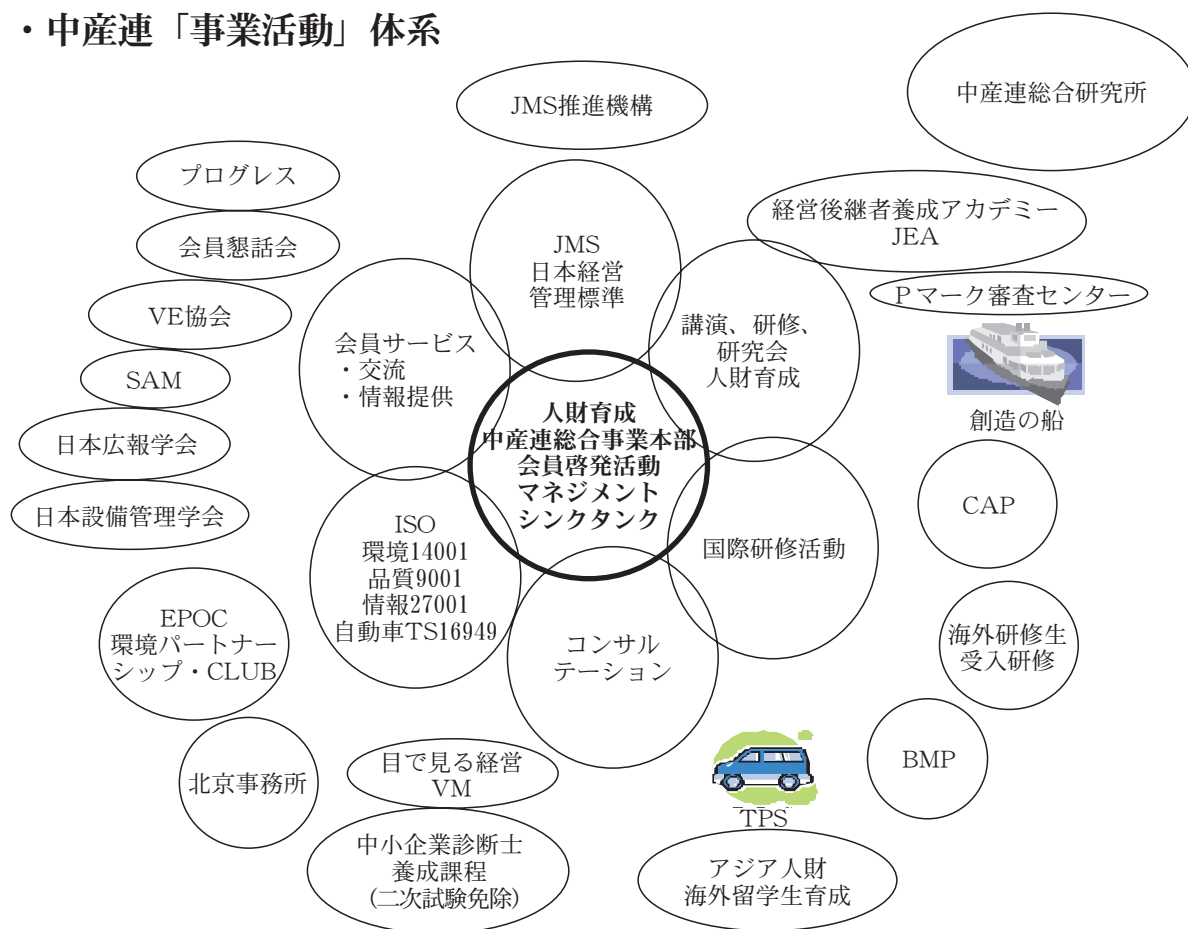 ・中産連「事業活動」体系
JMS推進機構
中産連総合研究所
プログレス
会員懇話会
VE協会
SAM
日本広報学会
日本設備管理学会
経営後継者養成アカデミー
JEA
Pマーク審査センター
創造の船
JMS
日本経営
管理標準
会員サービス
・交流
・情報提供
講演、研修、
研究会
人財育成
人財育成
中産連総合事業本部
会員啓発活動
マネジメント
シンクタンク
ISO
環境14001
品質9001
情報27001
自動車TS16949
国際研修活動
コンサル
テーション
CAP
海外研修生
受入研修
BMP
EPOC
環境パートナー
シップ・CLUB
北京事務所
目で見る経営
VM
中小企業診断士
養成課程
(二次試験免除)
TPS
アジア人財
海外留学生育成